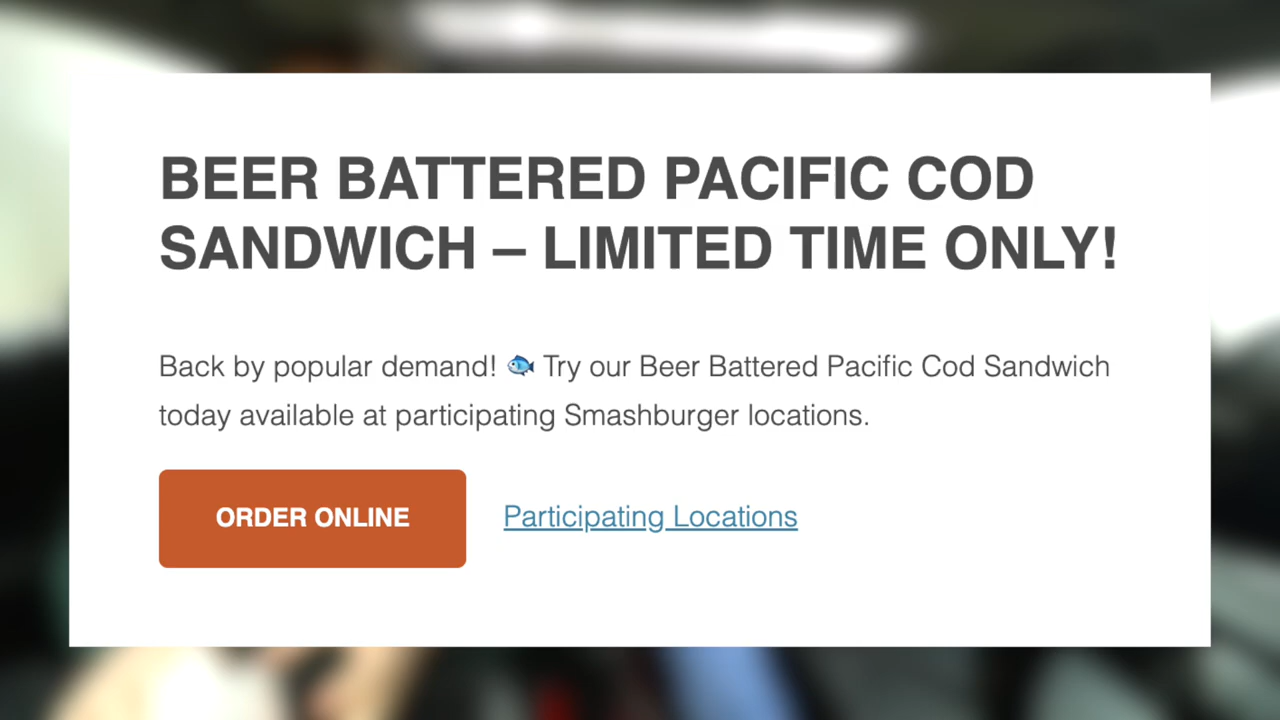 BEER BATTERED PACIFIC COD
SANDWICH – LIMITED TIME ONLY!
Back by popular demand! 🐟 Try our Beer Battered Pacific Cod Sandwich
today available at participating Smashburger locations.
ORDER ONLINE
Participating Locations